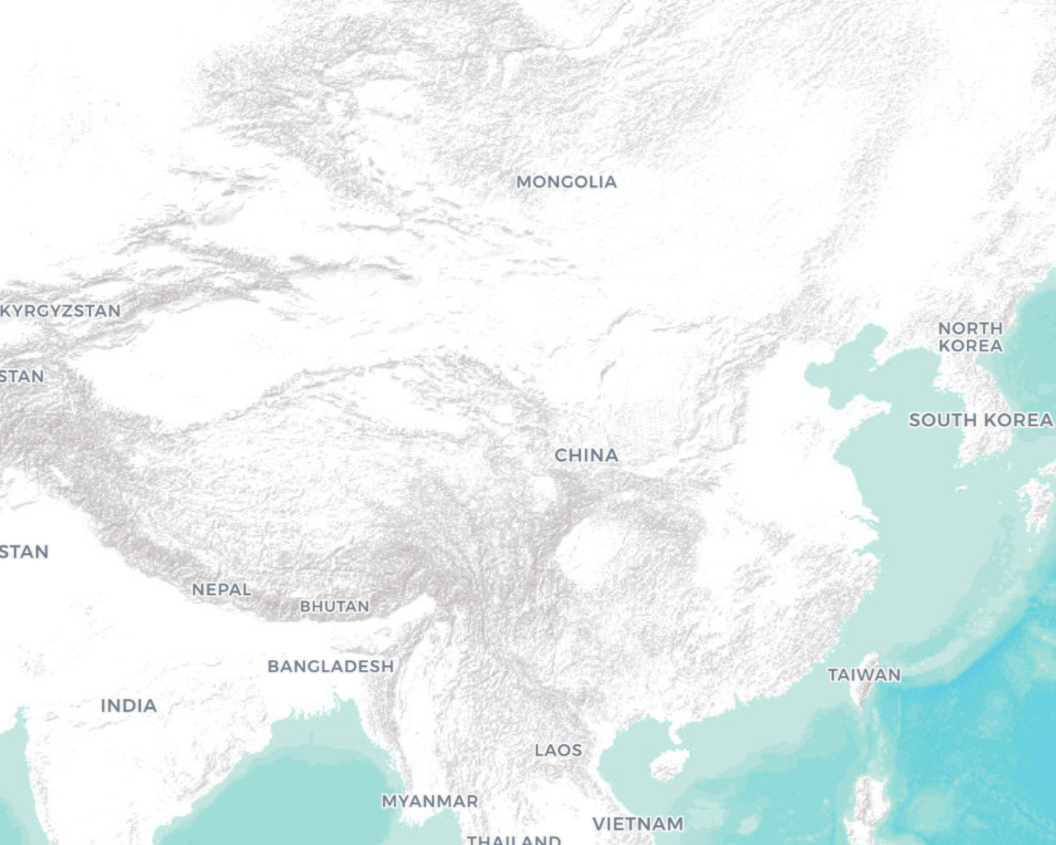 MONGOLIA
KYRGYZSTAN
NORTH
KOREA
STAN
SOUTH KOREA
CHINA
STAN
NEPAL
BHUTAN
BANGLADESH
TAIWAN
INDIA
LAOS
MYANMAR
VIETNAM
THAILAND